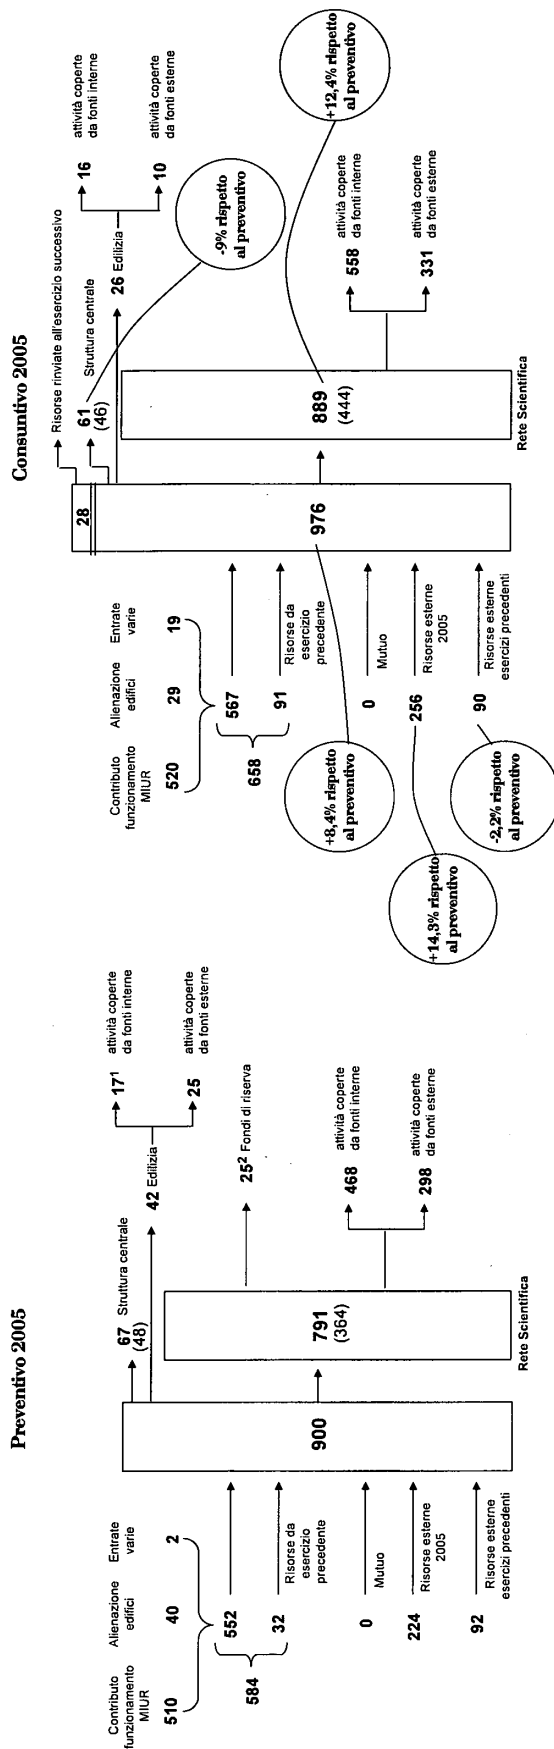 Preventivo 2005
Contributo
funzionamento
MIUR
Alienazione
edifici
Entrate
varie
510
40
2
552
32
584
Risorse da
esercizio
precedente
0
Mutuo
224
Risorse esterne
2005
92
Risorse esterne
esercizi precedenti
900
67 Struttura centrale
(48)
42 Edilizia
17¹
attività coperte
da fonti interne
25
attività coperte
da fonti esterne
25² Fondi di riserva
791
(364)
468
attività coperte
da fonti interne
298
attività coperte
da fonti esterne
Rete Scientifica
Consuntivo 2005
Contributo
funzionamento
MIUR
Alienazione
edifici
Entrate
varie
520
29
19
567
91
658
Risorse da
esercizio
precedente
0
Mutuo
256
Risorse esterne
2005
90
Risorse esterne
esercizi precedenti
+8,4% rispetto
al preventivo
+14,3% rispetto
al preventivo
-2,2% rispetto
al preventivo
28
976
Risorse rinviate all'esercizio successivo
61 Struttura centrale
(46)
26 Edilizia
16
attività coperte
da fonti interne
10
attività coperte
da fonti esterne
-9% rispetto
al preventivo
+12,4% rispetto
al preventivo
889
(444)
558
attività coperte
da fonti interne
331
attività coperte
da fonti esterne
Rete Scientifica